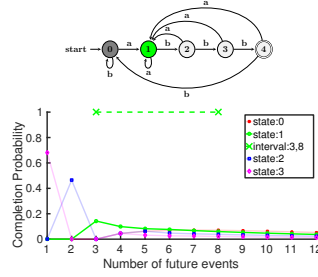 a
a
a
start
0
a
1
b
2
b
3
b
4
b
a
b
Completion Probability
1
0.8
0.6
0.4
0.2
0
state:0
state:1
interval:3,8
state:2
state:3
1 2 3 4 5 6 7 8 9 10 11 12
Number of future events